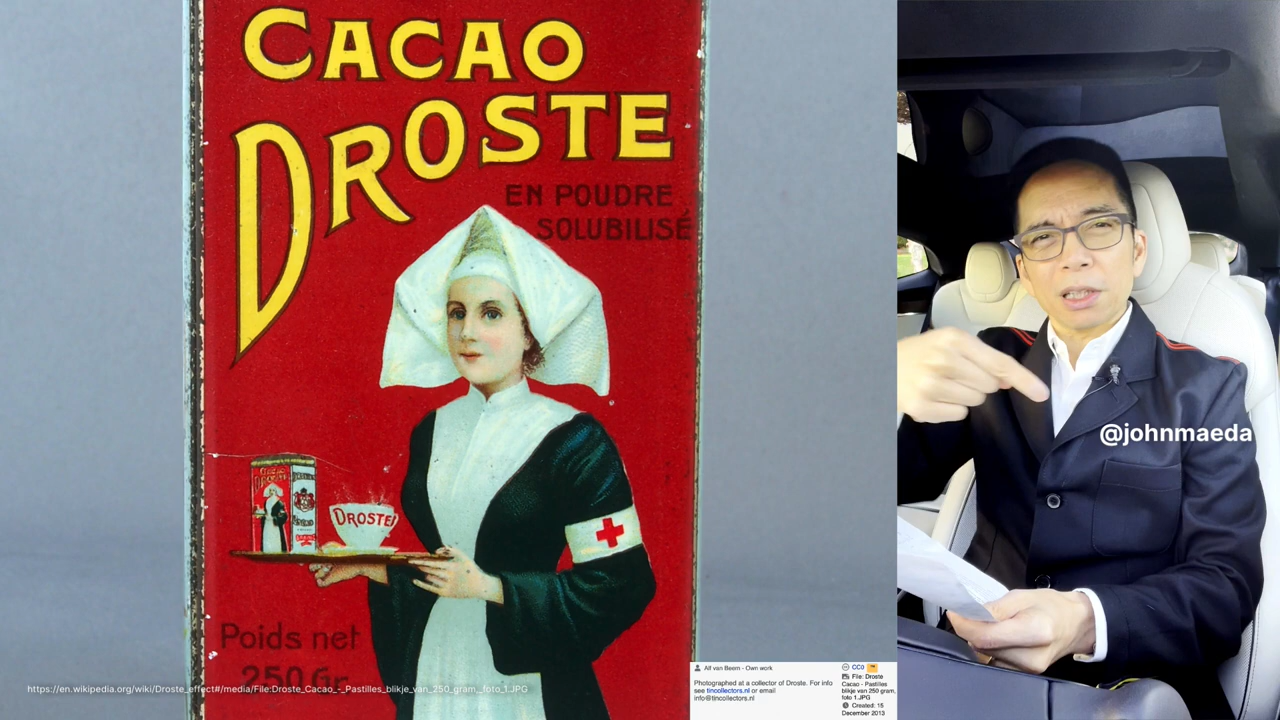 CACAO
DROSTE
EN POUDRE
SOLUBILISÉ
CACAO
DROSTE
DROSTE
Poids net
250 Gr.
@johnmaeda
https://en.wikipedia.org/wiki/Droste_effect#/media/File:Droste_Cacao_-_Pastilles_blikje_van_250_gram,_foto_1.JPG
Alf van Beem - Own work
Photographed at a collector of Droste. For info
see tincollectors.nl or email
info@tincollectors.nl
CC0
File: Droste
Cacao - Pastilles
blikje van 250 gram,
foto 1.JPG
Created: 15
December 2013